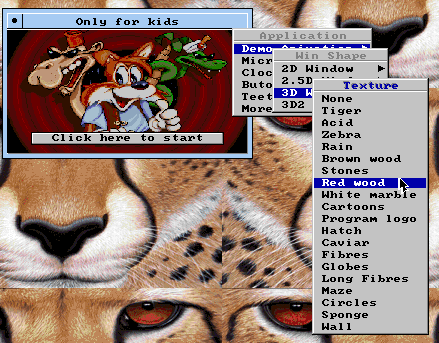 Only for kids
Click here to start
Application
Demo Animation
Micr
Cloc
Butto
Teet
More
Win Shape
2D Window
2.5D
3D W
3D2
Texture
None
Tiger
Acid
Zebra
Rain
Brown wood
Stones
Red wood
White marble
Cartoons
Program logo
Hatch
Caviar
Fibres
Globes
Long Fibres
Maze
Circles
Sponge
Wall